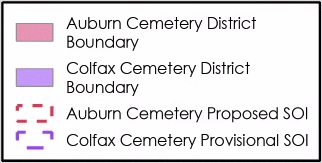 Auburn Cemetery District
Boundary
Colfax Cemetery District
Boundary
Auburn Cemetery Proposed SOI
Colfax Cemetery Provisional SOI